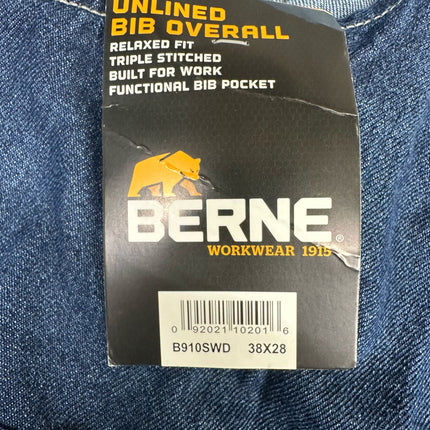 UNLINED
BIB OVERALL
RELAXED FIT
TRIPLE STITCHED
BUILT FOR WORK
FUNCTIONAL BIB POCKET
BERNE®
WORKWEAR 1915
0 92021 10201 6
B910SWD 38X28